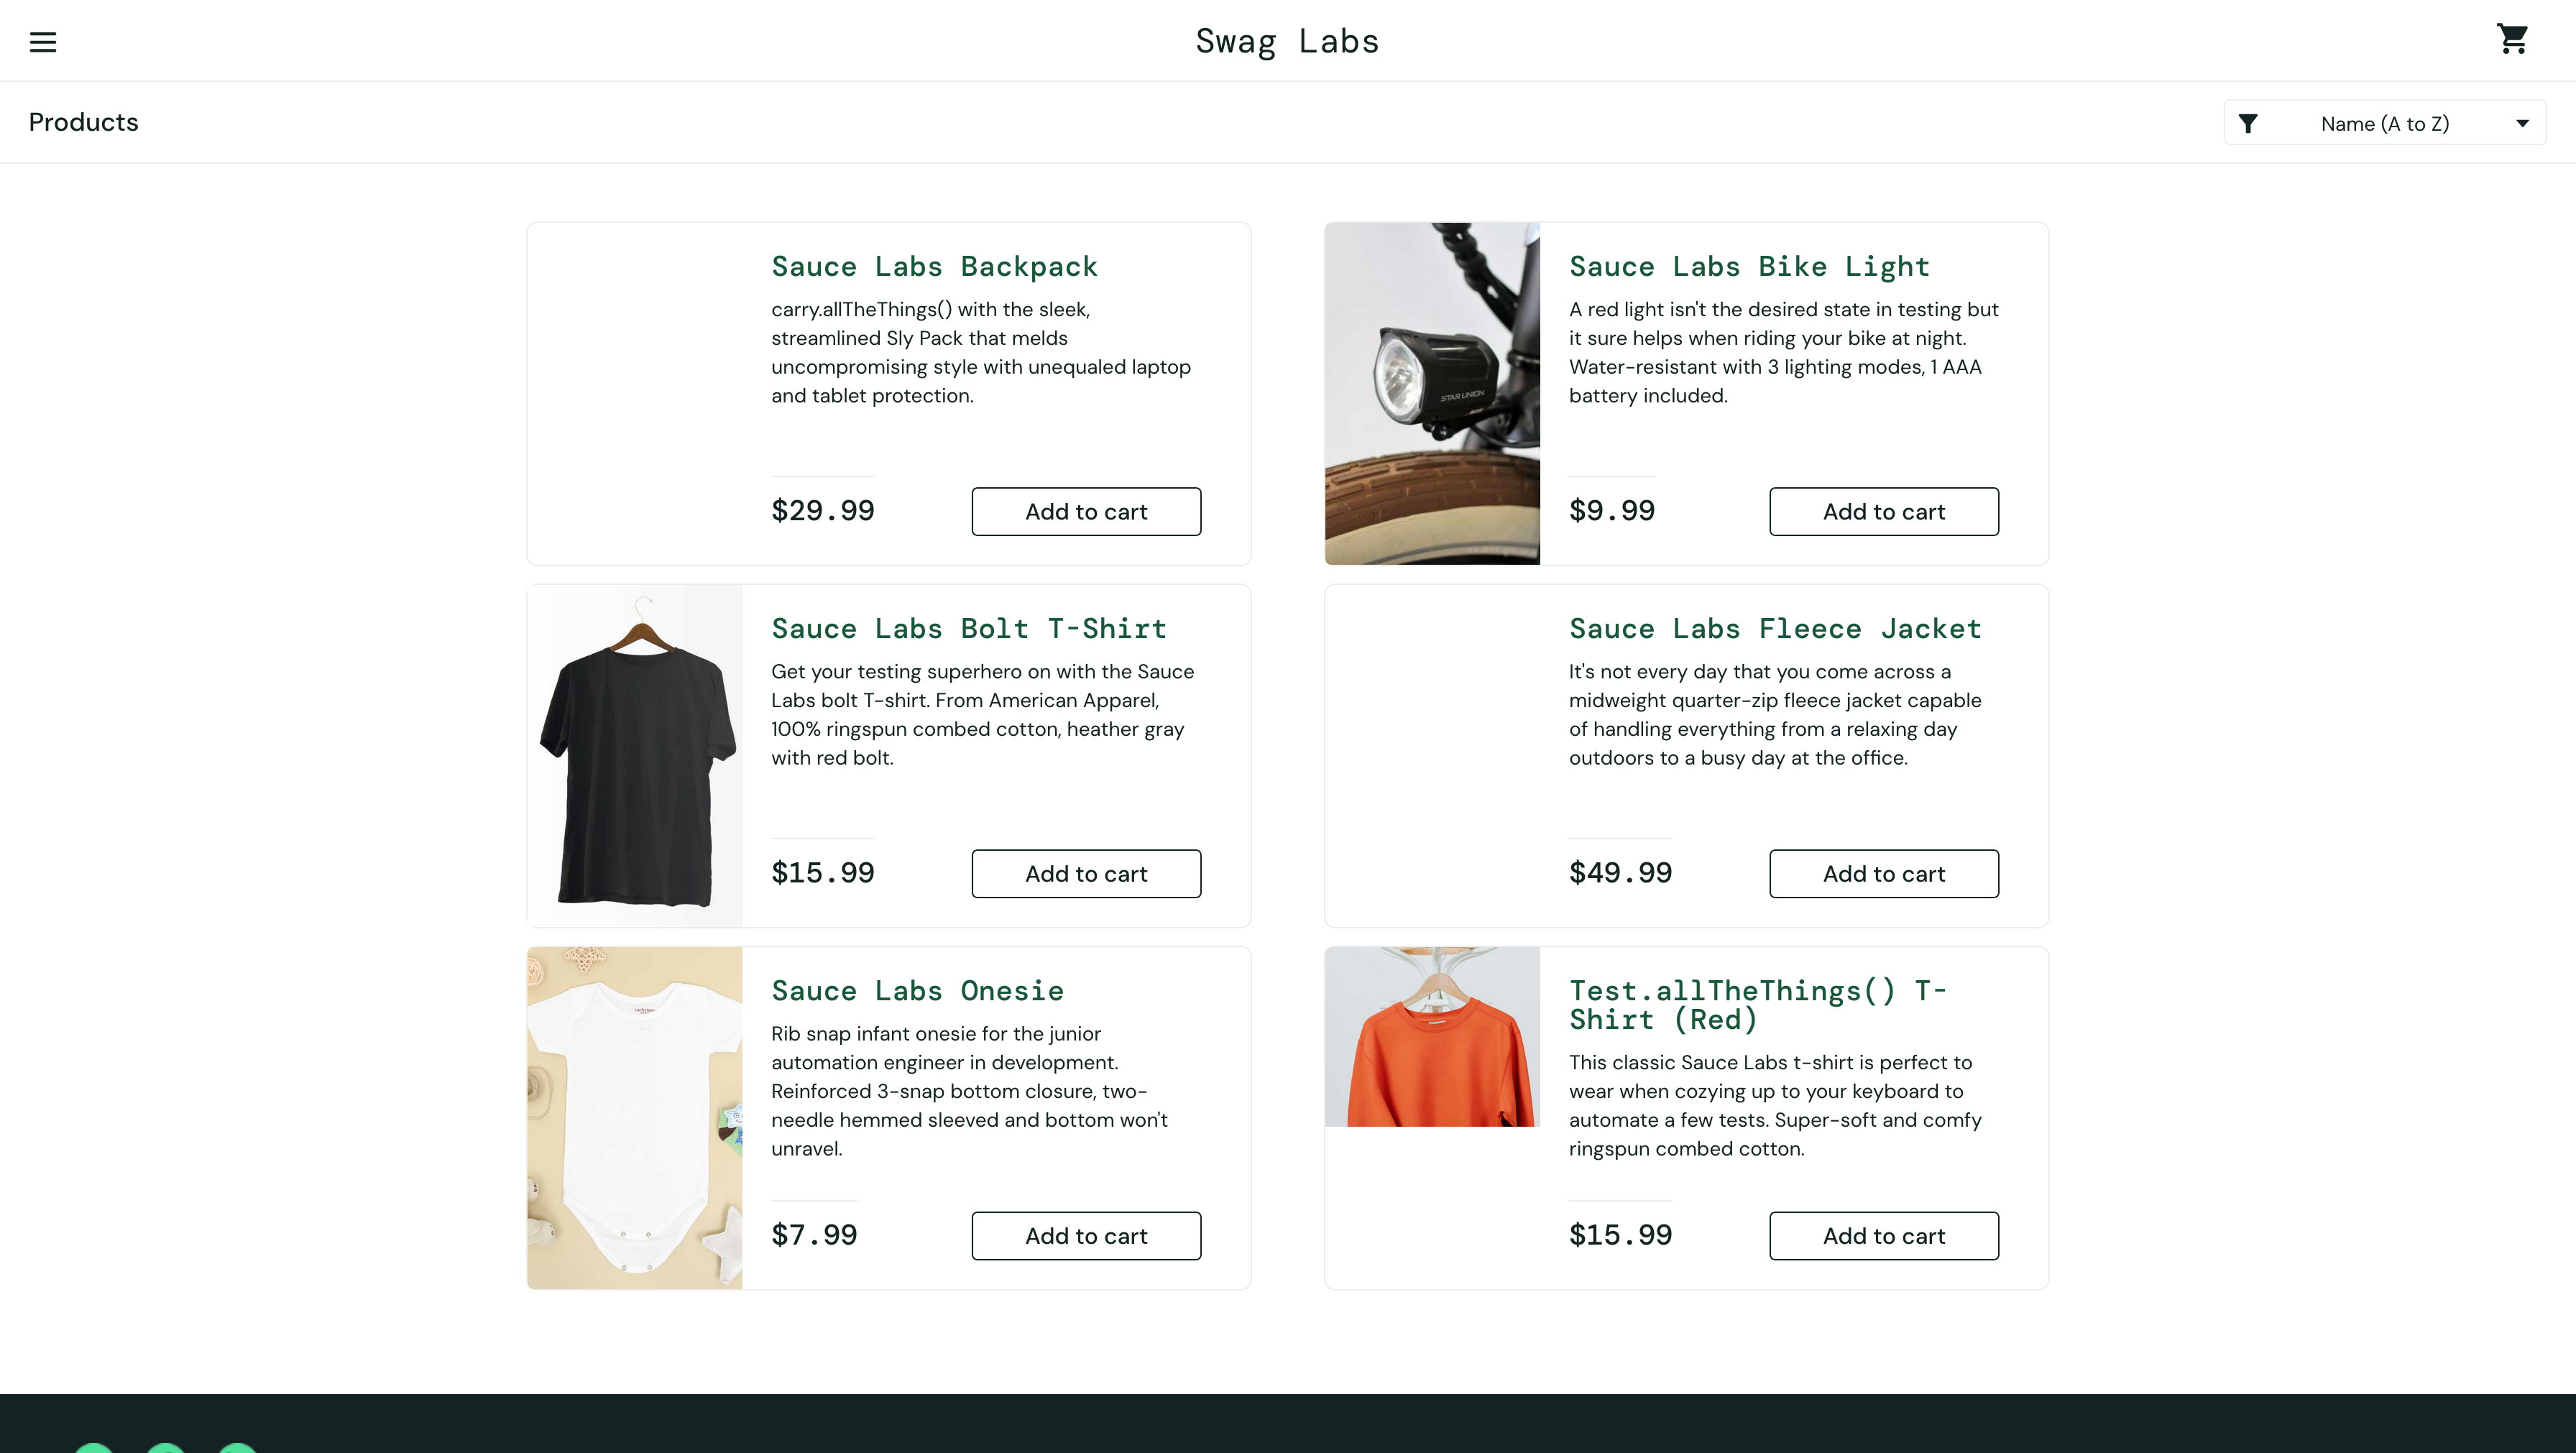 Swag Labs
Products
Name (A to Z)
Sauce Labs Backpack
carry.allTheThings() with the sleek,
streamlined Sly Pack that melds
uncompromising style with unequaled laptop
and tablet protection.
$29.99
Add to cart
Sauce Labs Bike Light
A red light isn't the desired state in testing but
it sure helps when riding your bike at night.
Water-resistant with 3 lighting modes, 1 AAA
battery included.
$9.99
Add to cart
STAR UNION
Sauce Labs Bolt T-Shirt
Get your testing superhero on with the Sauce
Labs bolt T-shirt. From American Apparel,
100% ringspun combed cotton, heather gray
with red bolt.
$15.99
Add to cart
Sauce Labs Fleece Jacket
It's not every day that you come across a
midweight quarter-zip fleece jacket capable
of handling everything from a relaxing day
outdoors to a busy day at the office.
$49.99
Add to cart
Sauce Labs Onesie
Rib snap infant onesie for the junior
automation engineer in development.
Reinforced 3-snap bottom closure, two-
needle hemmed sleeved and bottom won't
unravel.
$7.99
Add to cart
Test.allTheThings() T-
Shirt (Red)
This classic Sauce Labs t-shirt is perfect to
wear when cozying up to your keyboard to
automate a few tests. Super-soft and comfy
ringspun combed cotton.
$15.99
Add to cart